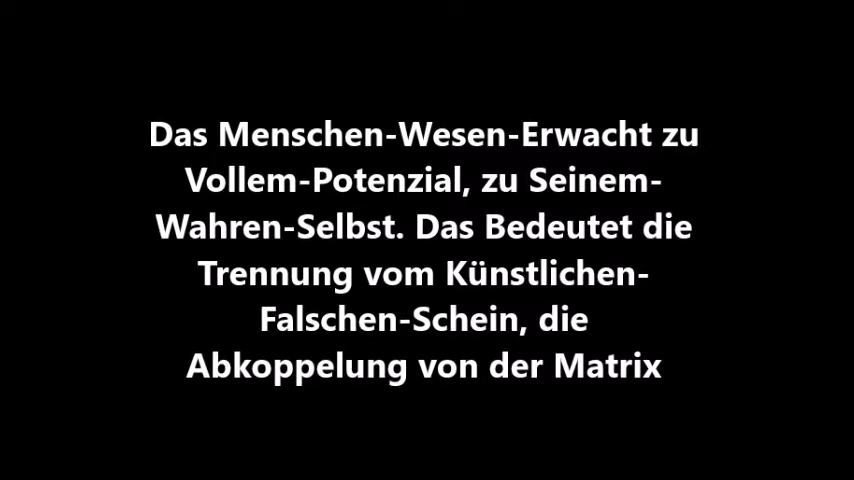 Das Menschen-Wesen-Erwacht zu
Vollem-Potenzial, zu Seinem-
Wahren-Selbst. Das Bedeutet die
Trennung vom Künstlichen-
Falschen-Schein, die
Abkoppelung von der Matrix